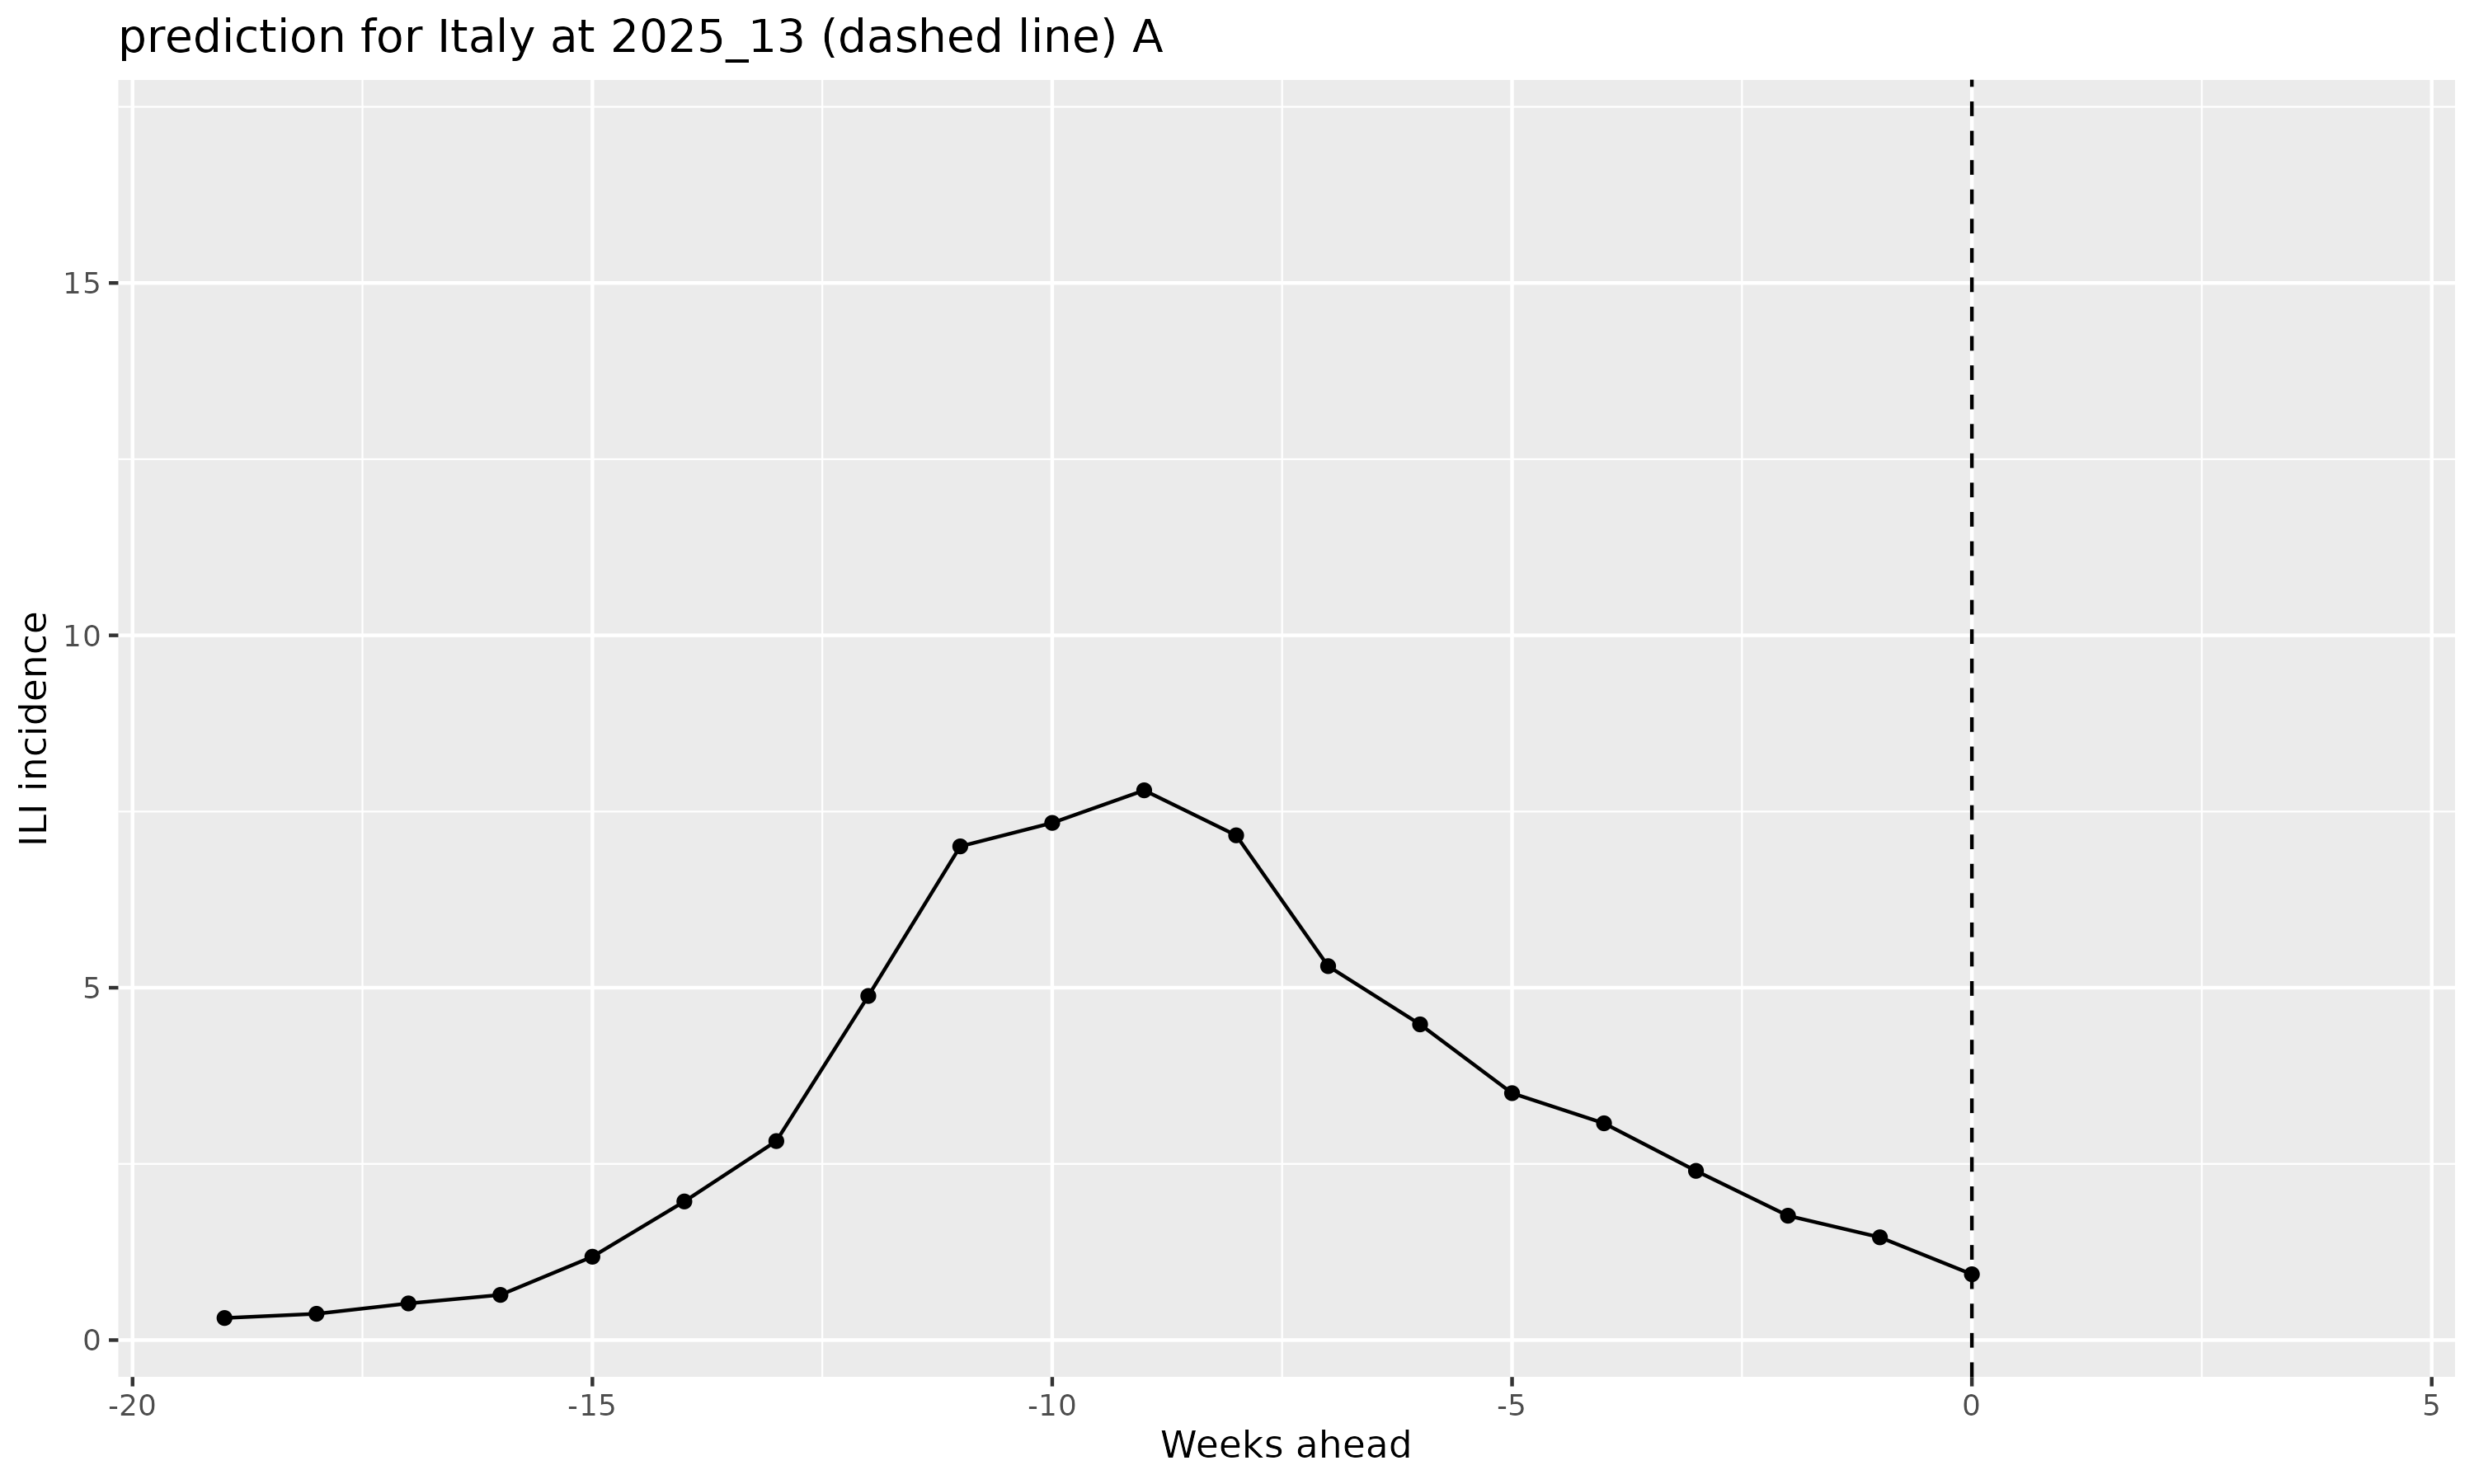 prediction for Italy at 2025_13 (dashed line) A
ILI incidence
15
10
5
0
-20 -15 -10 -5 0 5
Weeks ahead